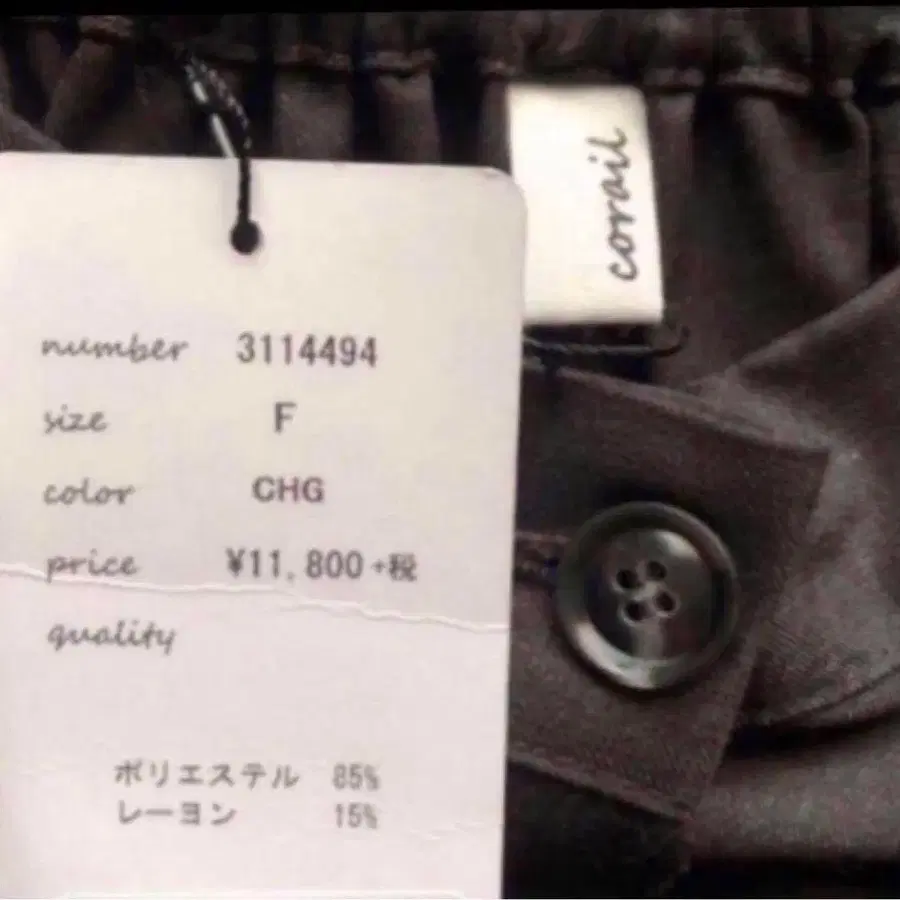 corail
number 3114494
size F
color CHG
price ¥11,800+税
quality
ポリエステル 85%
レーヨン 15%